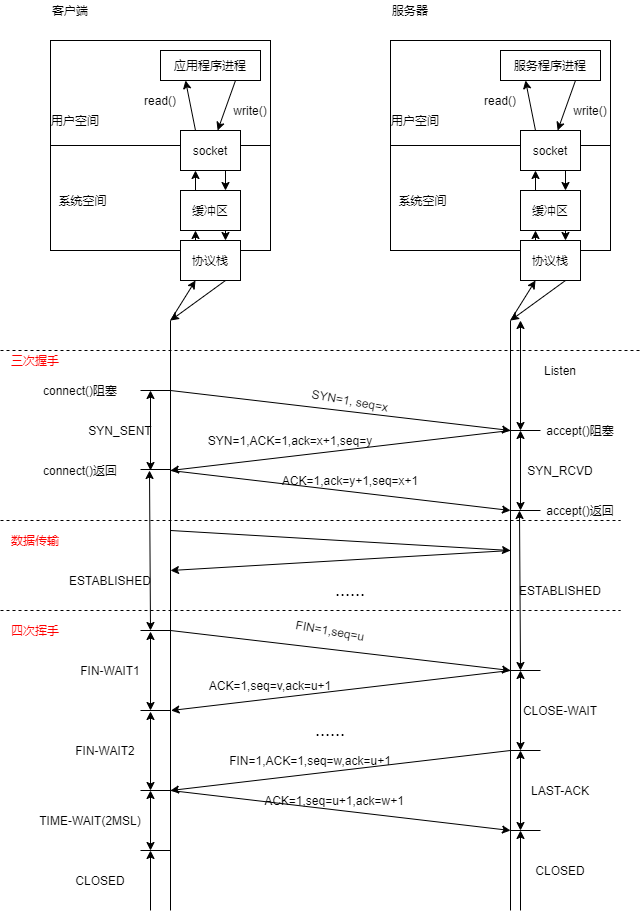 客户端
服务器
应用程序进程
服务程序进程
read()
write()
read()
write()
用户空间
用户空间
socket
socket
系统空间
系统空间
缓冲区
缓冲区
协议栈
协议栈
三次握手
Listen
connect()阻塞
SYN=1, seq=x
SYN_SENT
accept()阻塞
SYN=1,ACK=1,ack=x+1,seq=y
connect()返回
SYN_RCVD
ACK=1,ack=y+1,seq=x+1
accept()返回
数据传输
ESTABLISHED
......
ESTABLISHED
四次挥手
FIN=1,seq=u
FIN-WAIT1
ACK=1,seq=v,ack=u+1
CLOSE-WAIT
......
FIN-WAIT2
FIN=1,ACK=1,seq=w,ack=u+1
LAST-ACK
ACK=1,seq=u+1,ack=w+1
TIME-WAIT(2MSL)
CLOSED
CLOSED